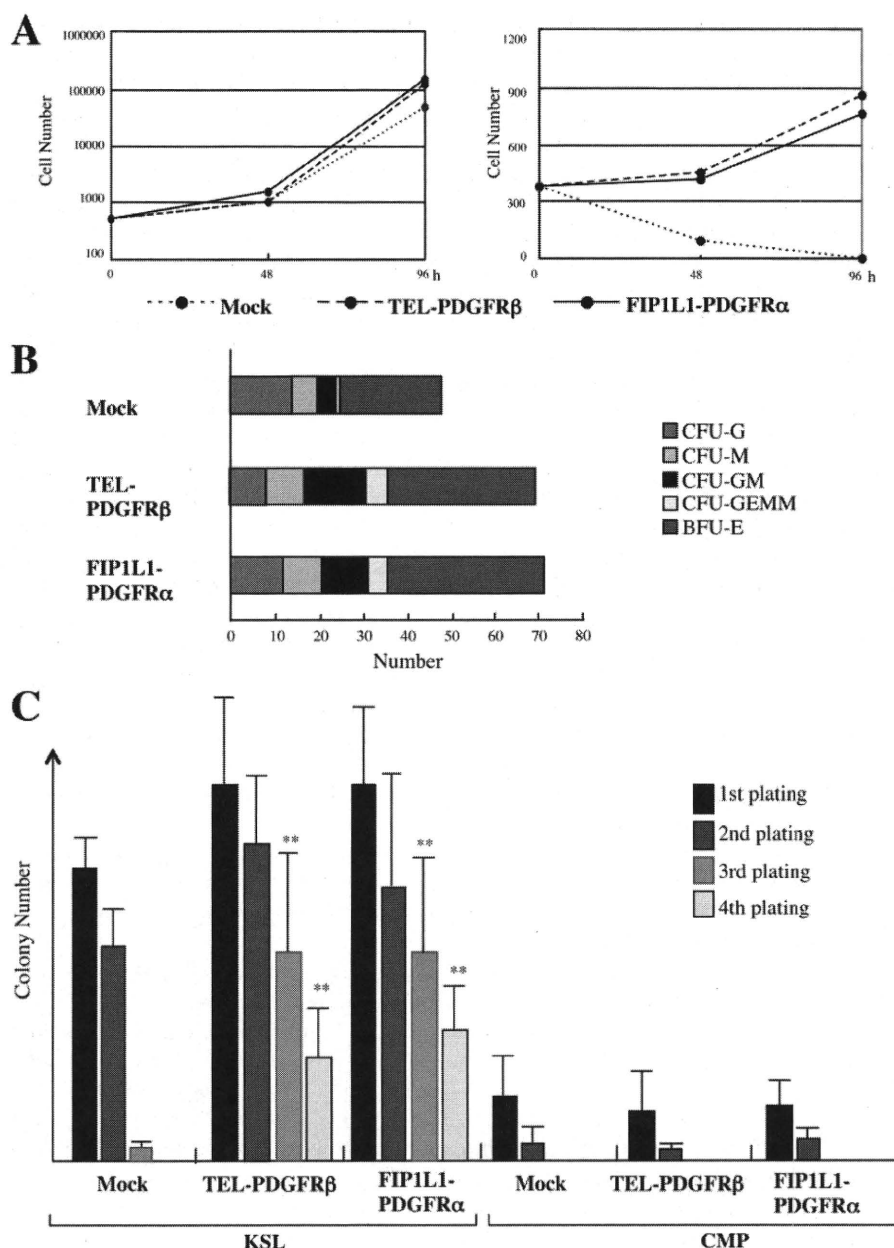 A
Cell Number
1000000
100000
10000
1000
100
0
48
96 h
Cell Number
1200
900
600
300
0
0
48
96 h
Mock
TEL-PDGFRβ
FIP1L1-PDGFRα
B
Mock
TEL-
PDGFRβ
FIP1L1-
PDGFRα
0 10 20 30 40 50 60 70 80
Number
CFU-G
CFU-M
CFU-GM
CFU-GEMM
BFU-E
C
Colony Number
**
**
**
**
1st plating
2nd plating
3rd plating
4th plating
Mock
TEL-PDGFRβ
FIP1L1-
PDGFRα
Mock
TEL-PDGFRβ
FIP1L1-
PDGFRα
KSL
CMP